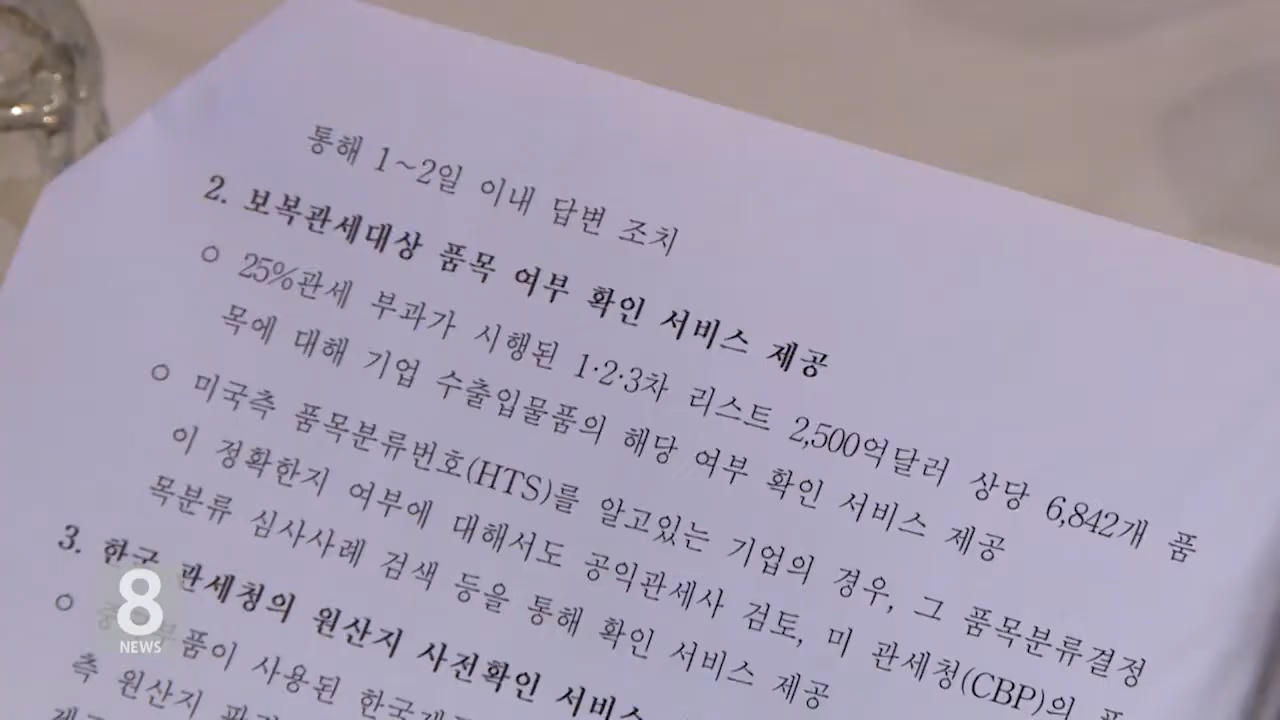 통해 1~2일 이내 답변 조치
2. 보복관세대상 품목 여부 확인 서비스 제공
○ 25%관세 부과가 시행된 1·2·3차 리스트 2,500억달러 상당 6,842개 품
목에 대해 기업 수출입물품의 해당 여부 확인 서비스 제공
○ 미국측 품목분류번호(HTS)를 알고있는 기업의 경우, 그 품목분류결정
이 정확한지 여부에 대해서도 공익관세사 검토, 미 관세청(CBP)의 품
목분류 심사사례 검색 등을 통해 확인 서비스 제공
3. 한국 관세청의 원산지 사전확인 서비스
○ 사용된
측 원산지
8
NEWS